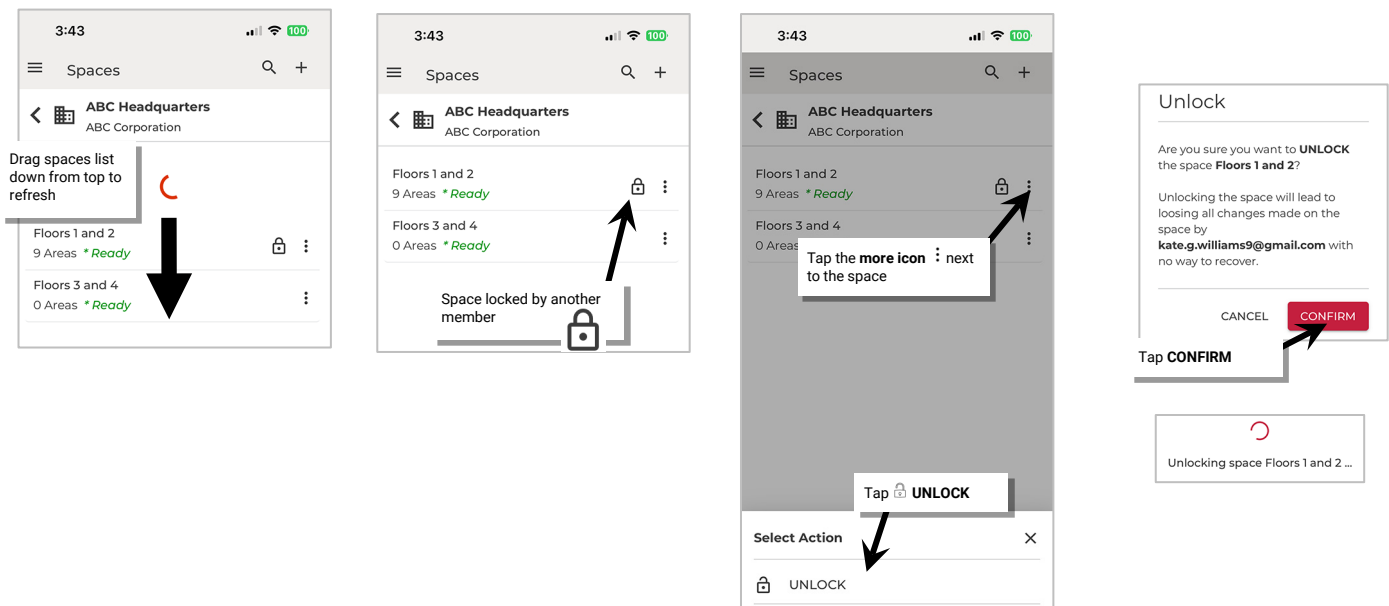 3:43
100
Spaces
ABC Headquarters
ABC Corporation
Drag spaces list
down from top to
refresh
Floors 1 and 2
9 Areas * Ready
Floors 3 and 4
0 Areas * Ready
3:43
100
Spaces
ABC Headquarters
ABC Corporation
Floors 1 and 2
9 Areas * Ready
Floors 3 and 4
0 Areas * Ready
Space locked by another
member
3:43
100
Spaces
ABC Headquarters
ABC Corporation
Floors 1 and 2
9 Areas * Ready
Floors 3 and 4
0 Areas
Tap the more icon ⋮ next
to the space
Tap UNLOCK
Select Action
UNLOCK
Unlock
Are you sure you want to UNLOCK
the space Floors 1 and 2?
Unlocking the space will lead to
loosing all changes made on the
space by
kate.g.williams9@gmail.com with
no way to recover.
CANCEL
CONFIRM
Tap CONFIRM
Unlocking space Floors 1 and 2 ...